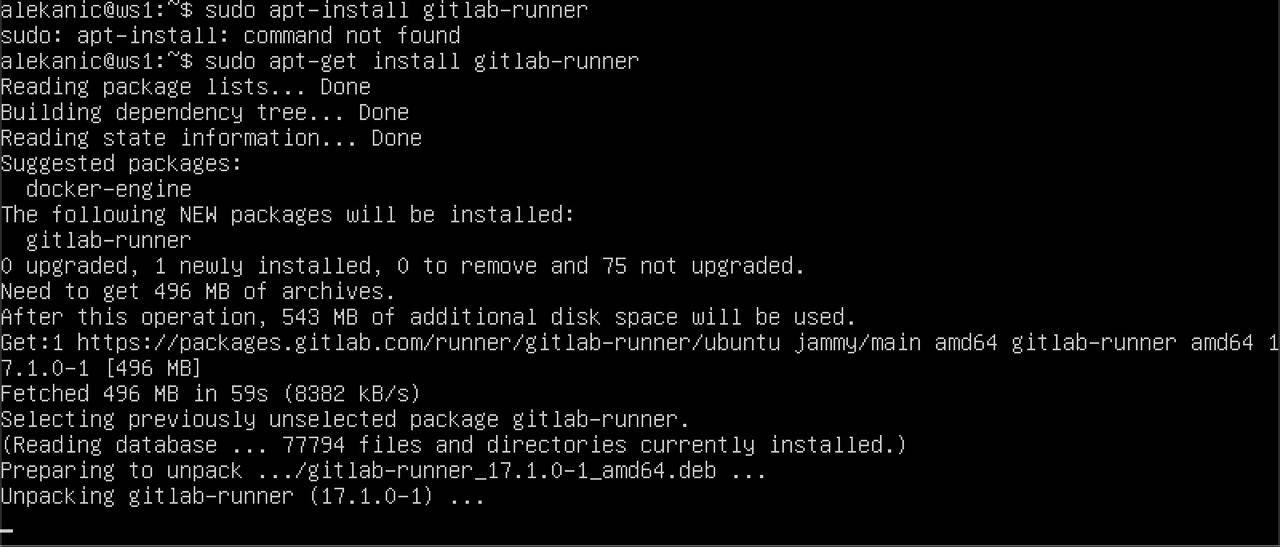 alekanic@ws1:~$ sudo apt-install gitlab-runner
sudo: apt-install: command not found
alekanic@ws1:~$ sudo apt-get install gitlab-runner
Reading package lists... Done
Building dependency tree... Done
Reading state information... Done
Suggested packages:
  docker-engine
The following NEW packages will be installed:
  gitlab-runner
0 upgraded, 1 newly installed, 0 to remove and 75 not upgraded.
Need to get 496 MB of archives.
After this operation, 543 MB of additional disk space will be used.
Get:1 https://packages.gitlab.com/runner/gitlab-runner/ubuntu jammy/main amd64 gitlab-runner amd64 1
7.1.0-1 [496 MB]
Fetched 496 MB in 59s (8382 kB/s)
Selecting previously unselected package gitlab-runner.
(Reading database ... 77794 files and directories currently installed.)
Preparing to unpack .../gitlab-runner_17.1.0-1_amd64.deb ...
Unpacking gitlab-runner (17.1.0-1) ...